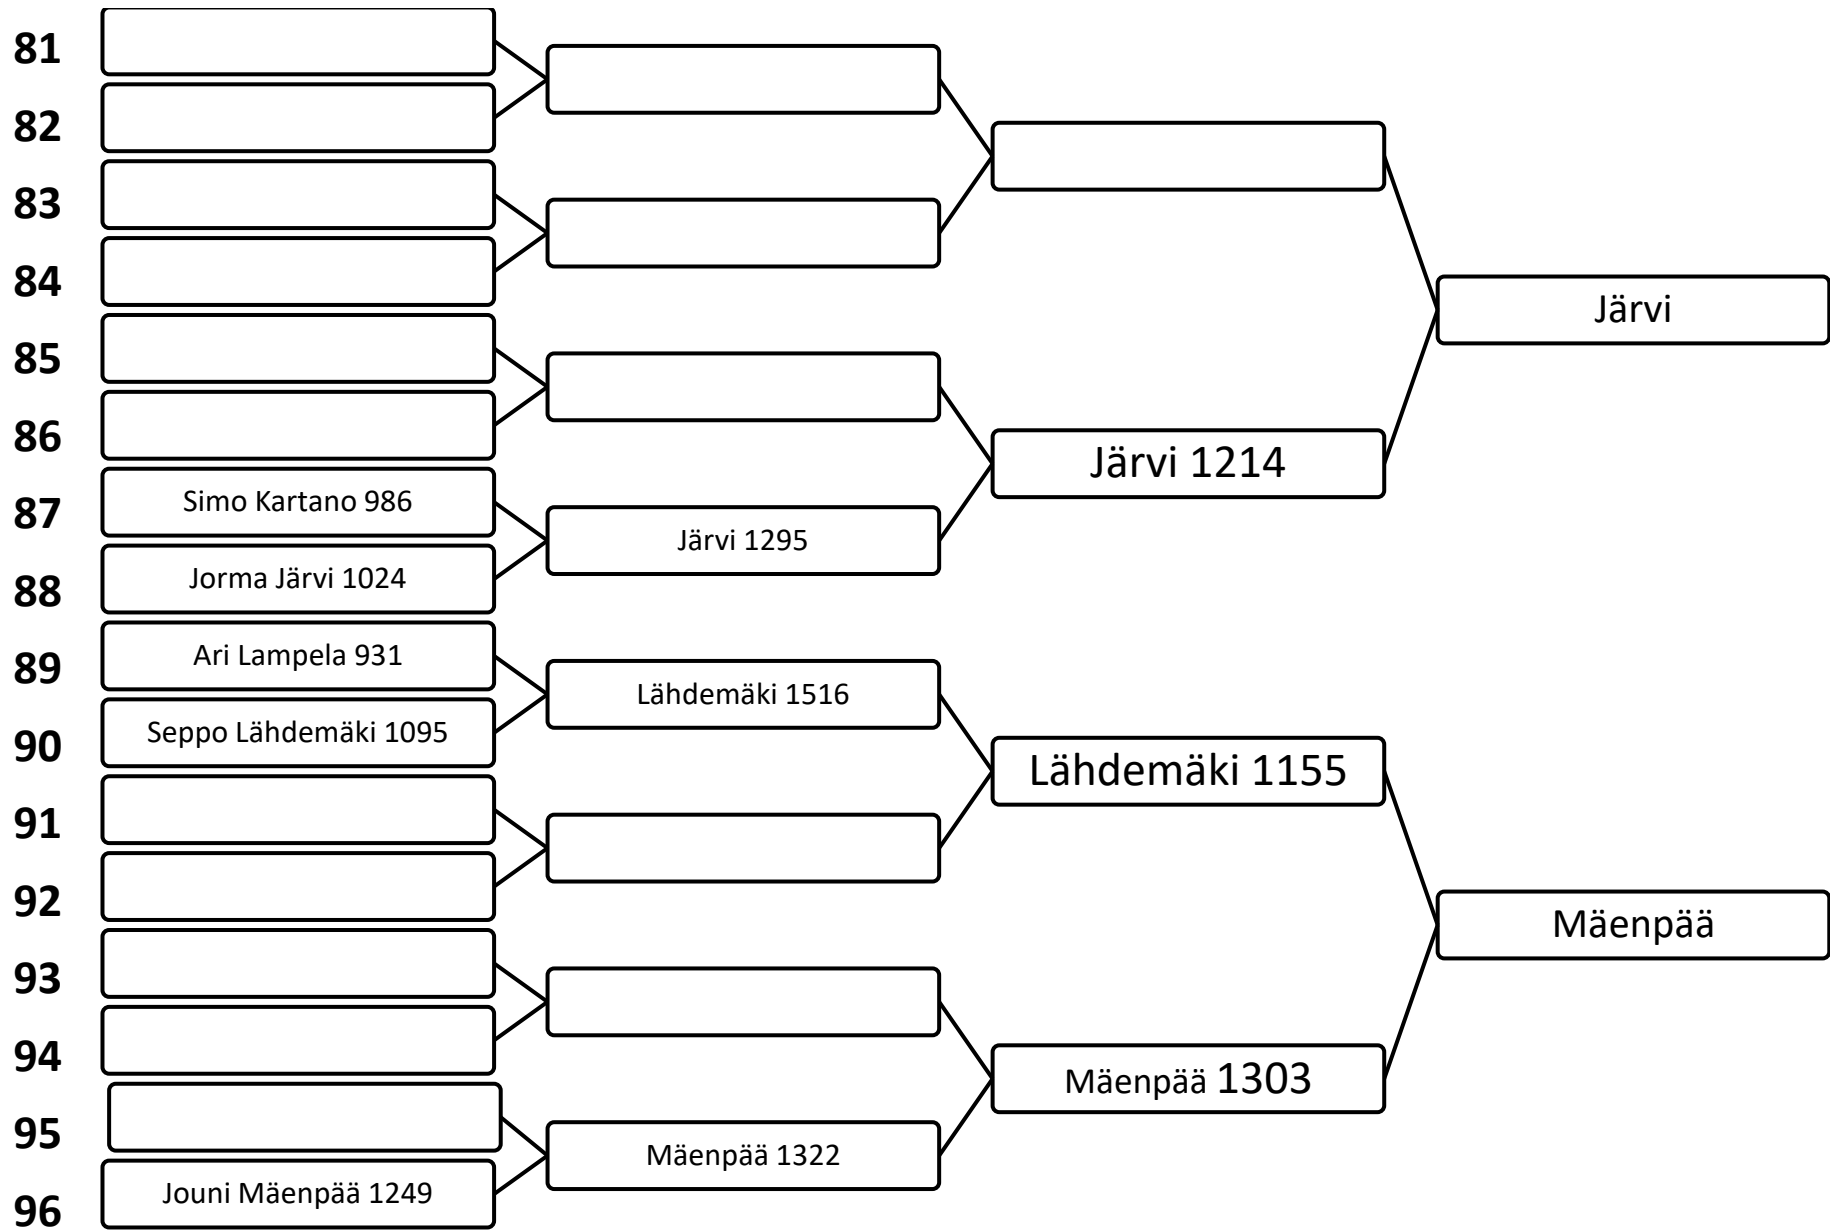 81
82
83
84
85
86
87
88
89
90
91
92
93
94
95
96
Simo Kartano 986
Jorma Järvi 1024
Ari Lampela 931
Seppo Lähdemäki 1095
Jouni Mäenpää 1249
Järvi 1295
Lähdemäki 1516
Mäenpää 1322
Järvi 1214
Lähdemäki 1155
Mäenpää 1303
Järvi
Mäenpää